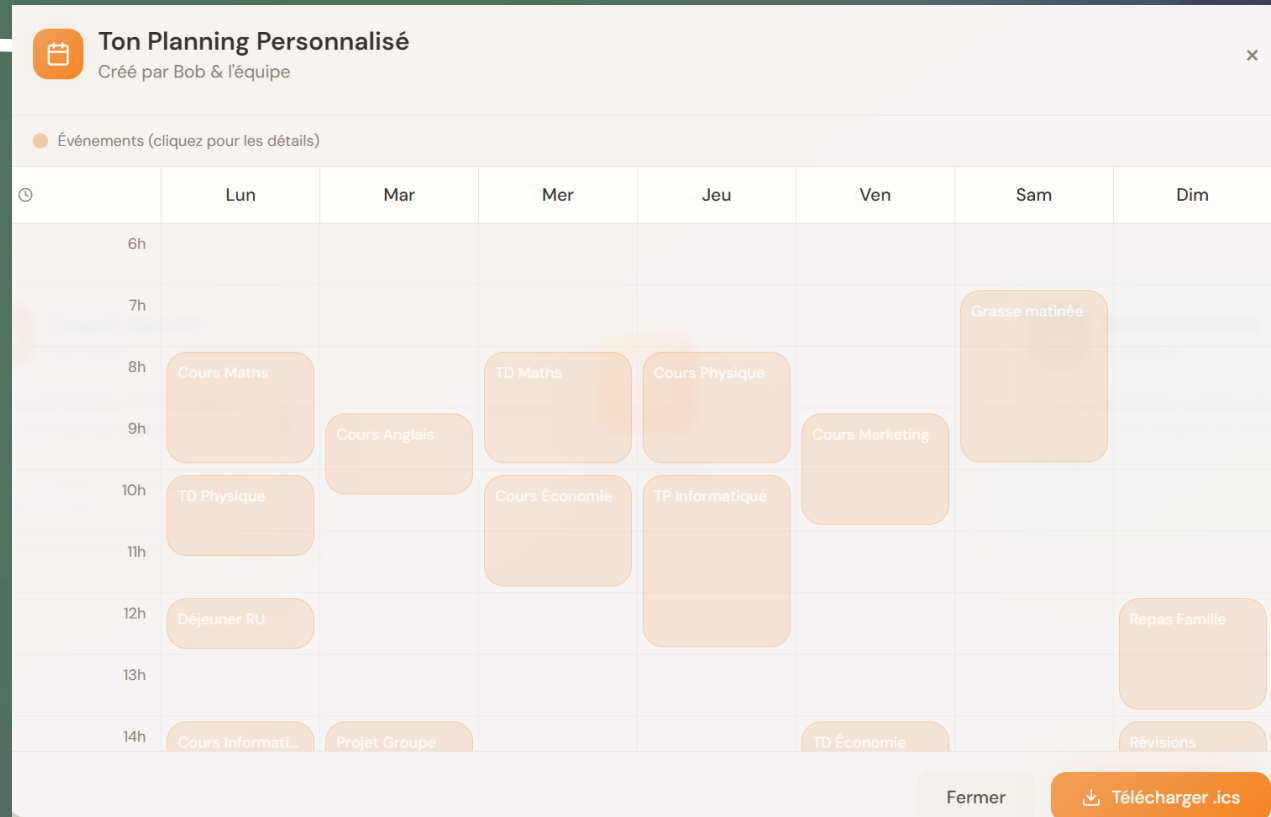 Ton Planning Personnalisé
Créé par Bob & l'équipe
×
Événements (cliquez pour les détails)
Lun Mar Mer Jeu Ven Sam Dim
6h
7h
Grasse matinée
8h
Cours Maths
TD Maths
Cours Physique
9h
Cours Anglais
Cours Marketing
10h
TD Physique
Cours Économie
TP Informatique
11h
12h
Déjeuner RU
Repas Famille
13h
14h
Cours Informati...
Projet Groupe
TD Économie
Révisions
Fermer
Télécharger .ics